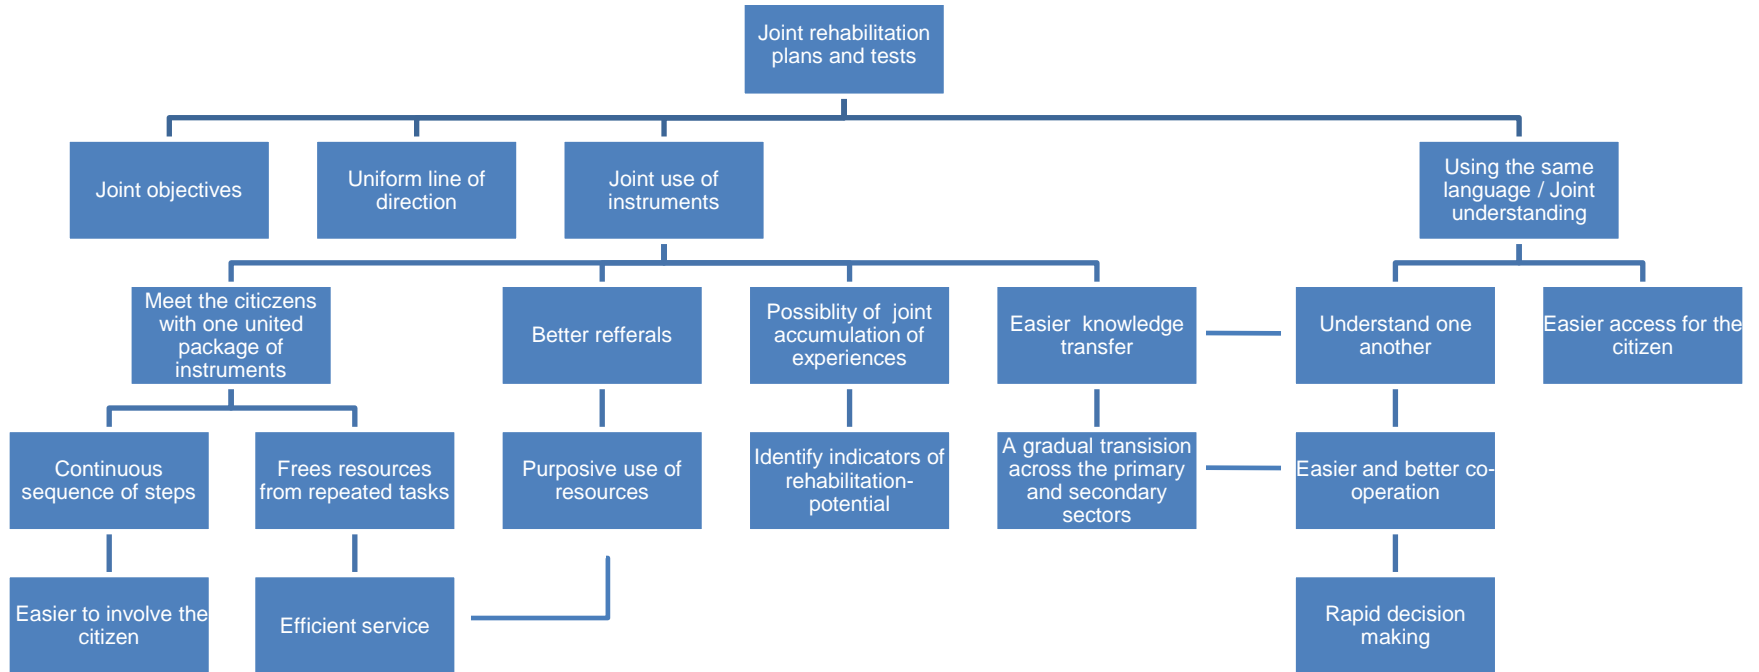 Joint rehabilitation
plans and tests
Joint objectives
Uniform line of
direction
Joint use of
instruments
Using the same
language / Joint
understanding
Meet the citiczens
with one united
package of
instruments
Better refferals
Possiblity of  joint
accumulation of
experiences
Easier  knowledge
transfer
Understand one
another
Easier access for the
citizen
Continuous
sequence of steps
Frees resources
from repeated tasks
Purposive use of
resources
Identify indicators of
rehabilitation-
potential
A gradual transision
across the primary
and secondary
sectors
Easier and better co-
operation
Easier to involve the
citizen
Efficient service
Rapid decision
making